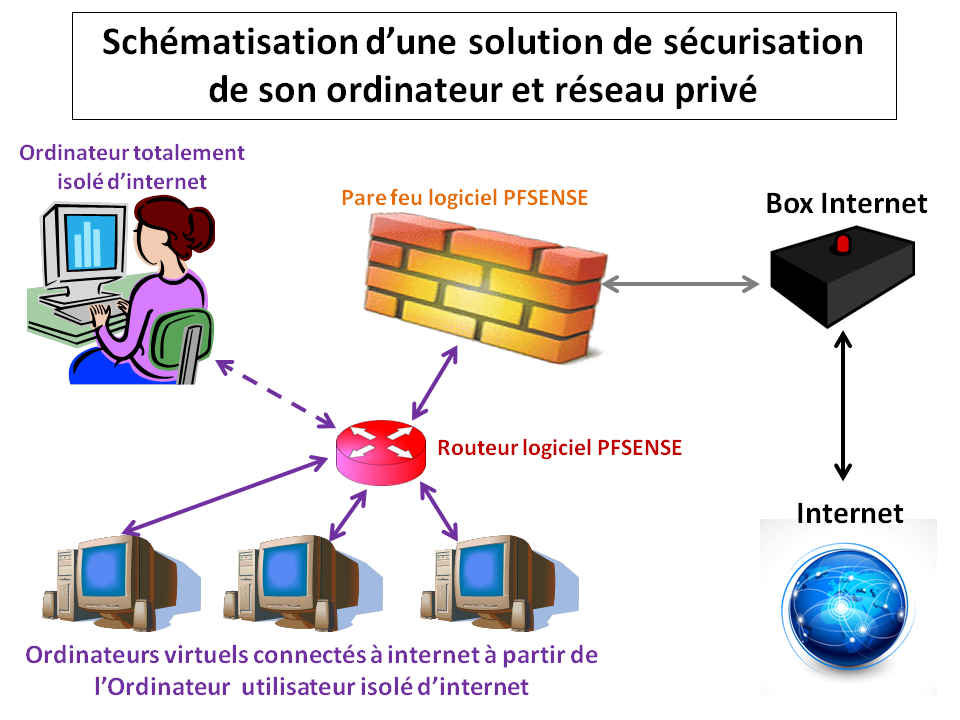 Schématisation d'une solution de sécurisation
de son ordinateur et réseau privé
Ordinateur totalement
isolé d'internet
Pare feu logiciel PFSENSE
Box Internet
Routeur logiciel PFSENSE
Internet
Ordinateurs virtuels connectés à internet à partir de
l'Ordinateur utilisateur isolé d'internet